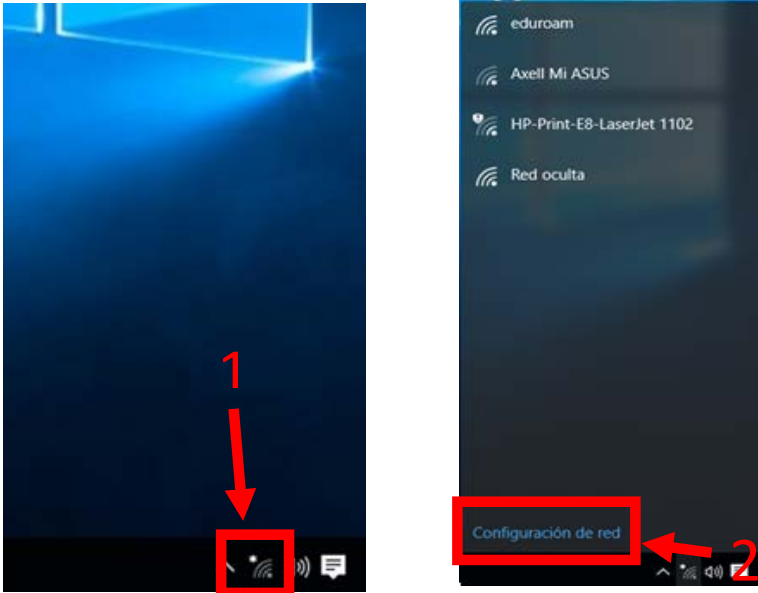 1
eduroam
Axell Mi ASUS
HP-Print-E8-LaserJet 1102
Red oculta
Configuración de red
2